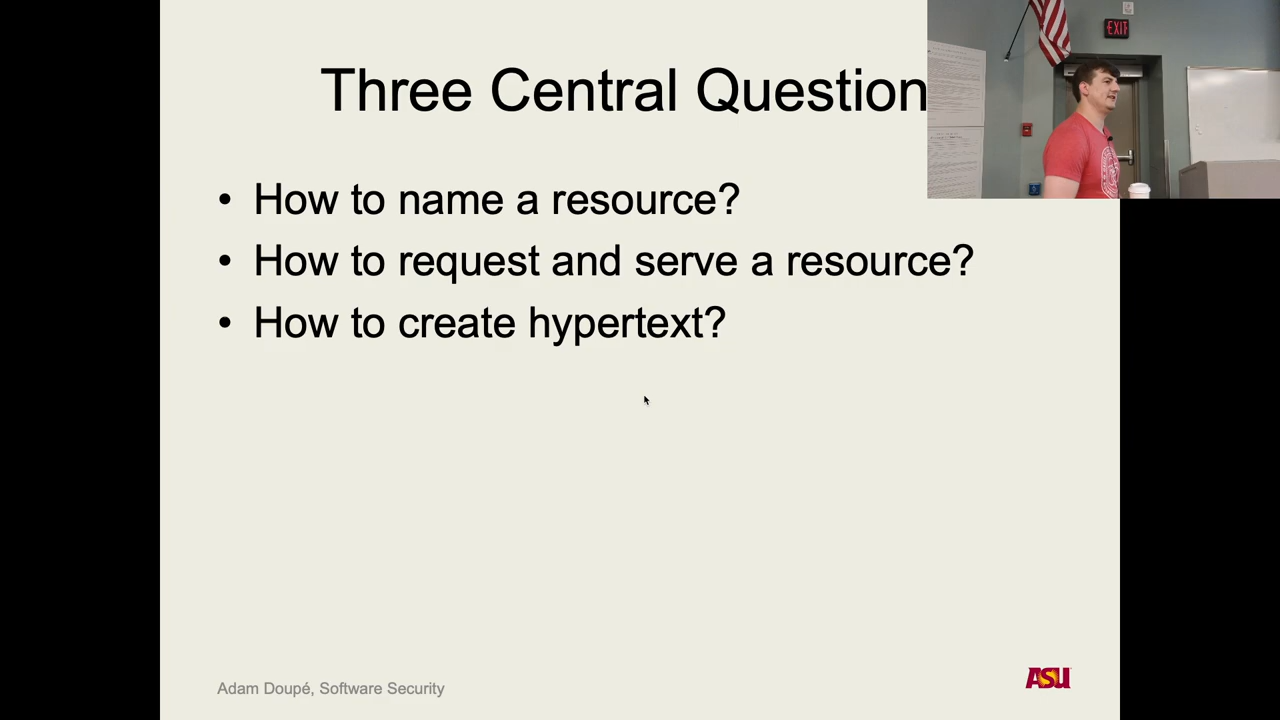 Three Central Question
EXIT
• How to name a resource?
• How to request and serve a resource?
• How to create hypertext?
Adam Doupé, Software Security
ASU